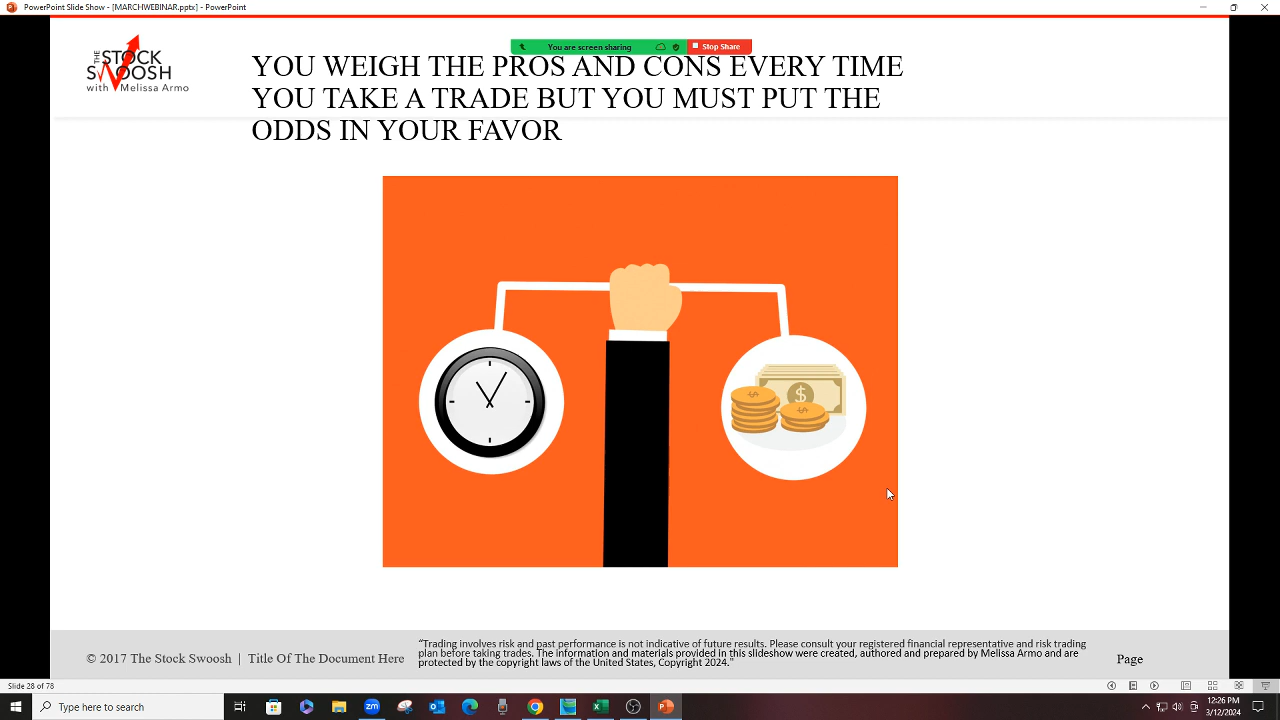 PowerPoint Slide Show - [MARCHWEBINAR.pptx] - PowerPoint
You are screen sharing
Stop Share
THE STOCK
SWOOSH
with Melissa Armo
YOU WEIGH THE PROS AND CONS EVERY TIME
YOU TAKE A TRADE BUT YOU MUST PUT THE
ODDS IN YOUR FAVOR
$
$ $
© 2017 The Stock Swoosh | Title Of The Document Here
“Trading involves risk and past performance is not indicative of future results. Please consult your registered financial representative and risk trading
plan before taking trades. The information and materials provided in this slideshow were created, authored and prepared by Melissa Armo and are
protected by the copyright laws of the United States, Copyright 2024."
Page
Slide 28 of 78
Type here to search
12:26 PM
3/12/2024